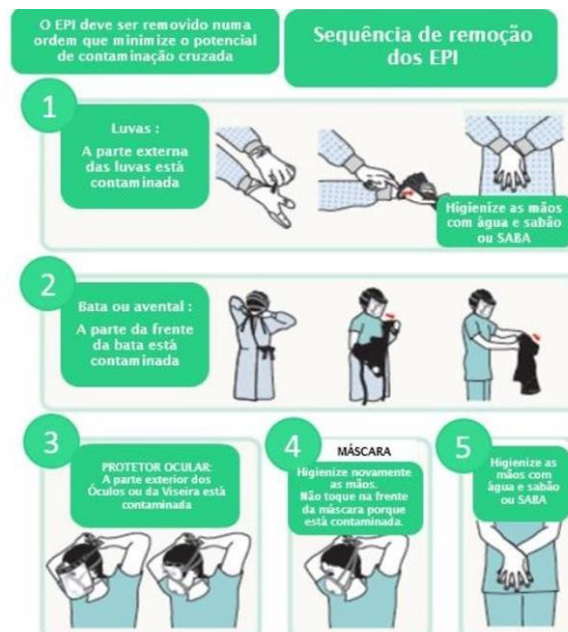 O EPI deve ser removido numa
ordem que minimize o potencial
de contaminação cruzada
Sequência de remoção
dos EPI
1
Luvas :
A parte externa
das luvas está
contaminada
Higienize as mãos
com água e sabão
ou SABA
2
Bata ou avental :
A parte da frente
da bata está
contaminada
3
PROTETOR OCULAR:
A parte exterior dos
Óculos ou da Viseira está
contaminada
4
MÁSCARA
Higienize novamente
as mãos.
Não toque na frente
da máscara porque
está contaminada.
5
Higienize as
mãos com
água e sabão
ou SABA